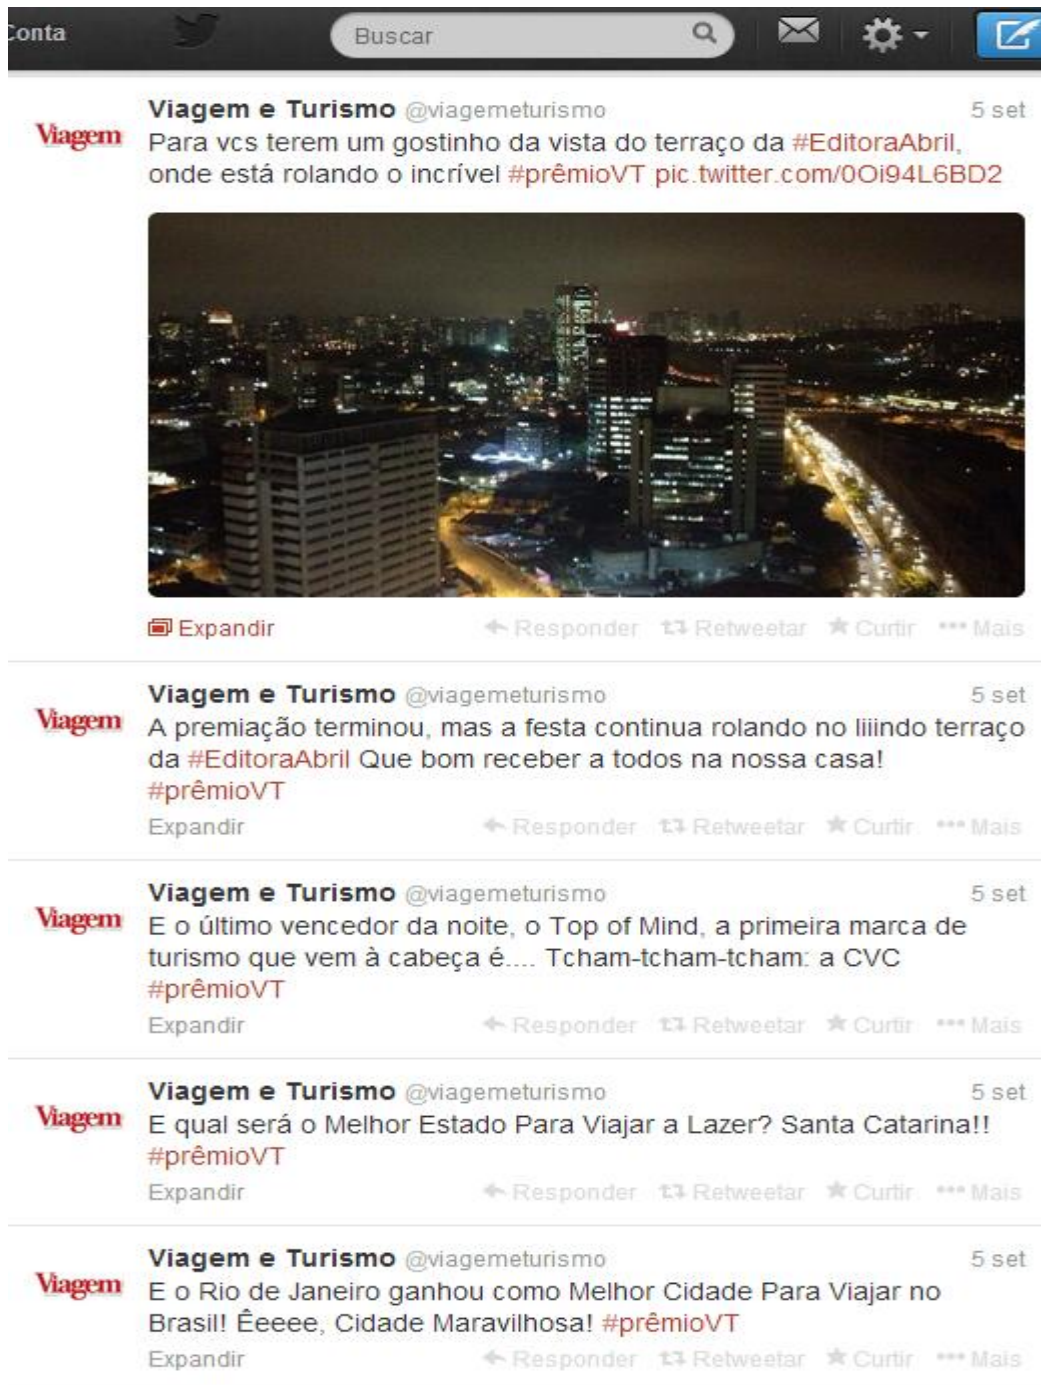 Conta
Buscar
Viagem e Turismo @viagemeturismo 5 set
Viagem
Para vcs terem um gostinho da vista do terraço da #EditoraAbril,
onde está rolando o incrível #prêmioVT pic.twitter.com/0Oi94L6BD2
Expandir Responder Retweetar Curtir Mais
Viagem e Turismo @viagemeturismo 5 set
Viagem
A premiação terminou, mas a festa continua rolando no liiindo terraço
da #EditoraAbril Que bom receber a todos na nossa casa!
#prêmioVT
Expandir Responder Retweetar Curtir Mais
Viagem e Turismo @viagemeturismo 5 set
Viagem
E o último vencedor da noite, o Top of Mind, a primeira marca de
turismo que vem à cabeça é.... Tcham-tcham-tcham: a CVC
#prêmioVT
Expandir Responder Retweetar Curtir Mais
Viagem e Turismo @viagemeturismo 5 set
Viagem
E qual será o Melhor Estado Para Viajar a Lazer? Santa Catarina!!
#prêmioVT
Expandir Responder Retweetar Curtir Mais
Viagem e Turismo @viagemeturismo 5 set
Viagem
E o Rio de Janeiro ganhou como Melhor Cidade Para Viajar no
Brasil! Êeeee, Cidade Maravilhosa! #prêmioVT
Expandir Responder Retweetar Curtir Mais